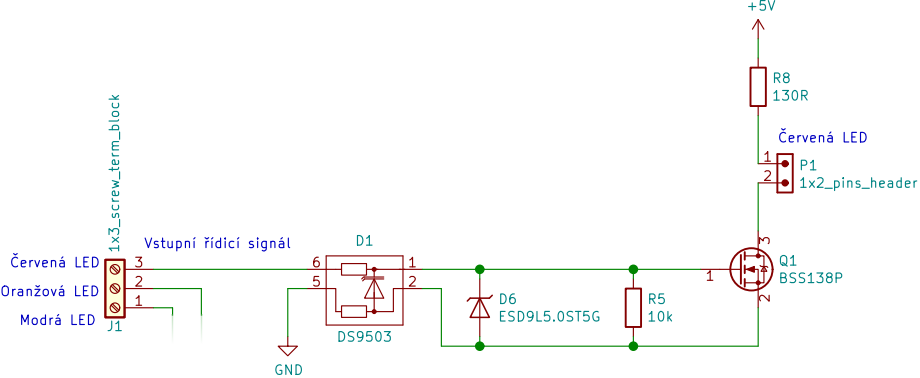 +5V
R8
130R
Červená LED
1
2
P1
1x2_pins_header
1x3_screw_term_block
Vstupní řídicí signál
D1
3
Q1
BSS138P
1
2
Červená LED
3
6
1
Oranžová LED
2
5
2
Modrá LED
1
J1
DS9503
D6
ESD9L5.0ST5G
R5
10k
GND